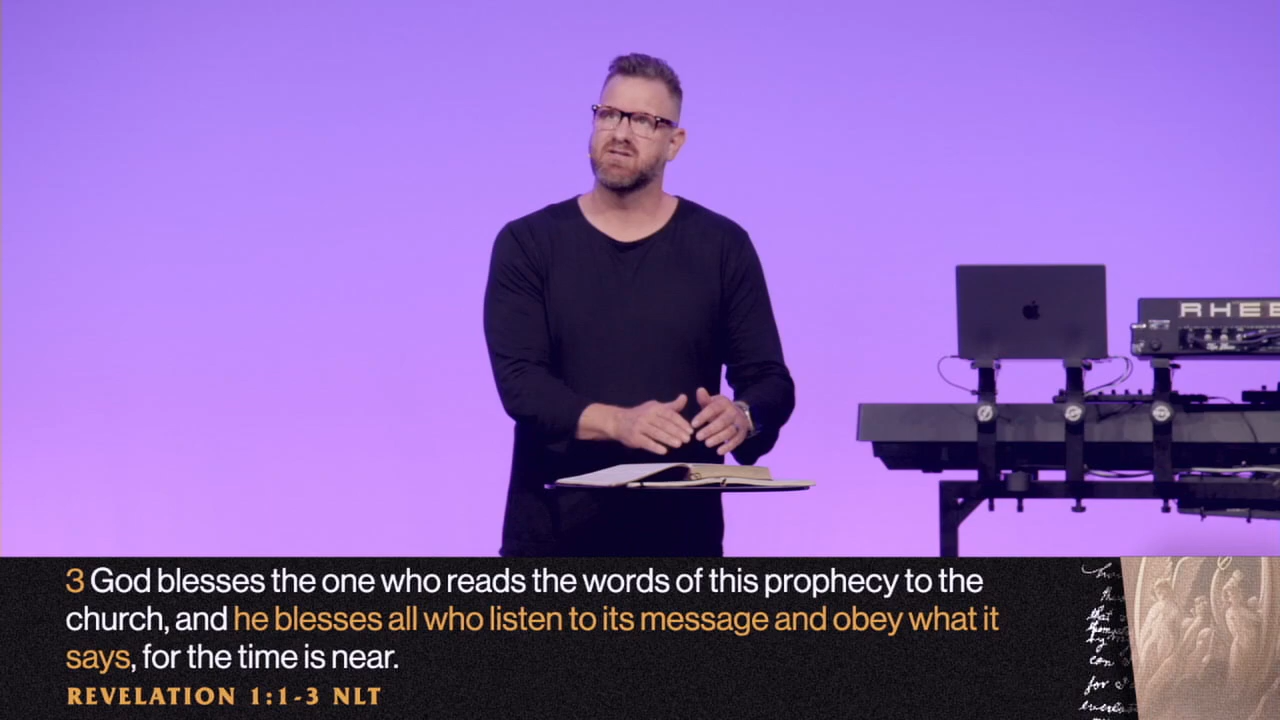 RHEE
3 God blesses the one who reads the words of this prophecy to the
church, and he blesses all who listen to its message and obey what it
says, for the time is near.
REVELATION 1:1-3 NLT
for